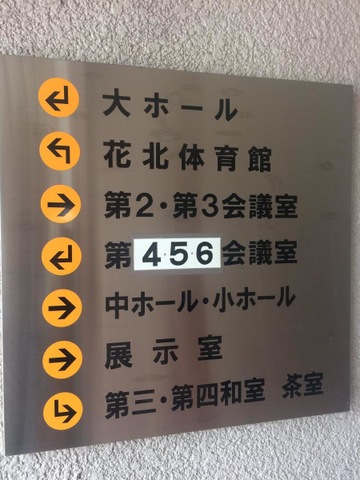 大ホール
花北体育館
第2・第3会議室
第4・5・6会議室
中ホール・小ホール
展示室
第三・第四和室 茶室